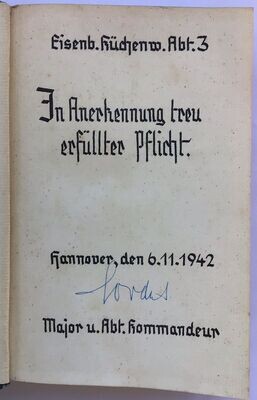 Eisenb. Küchenw. Abt. 3
In Anerkennung treu
erfüllter Pflicht.
Hannover, den 6.11.1942
Major u. Abt. Kommandeur